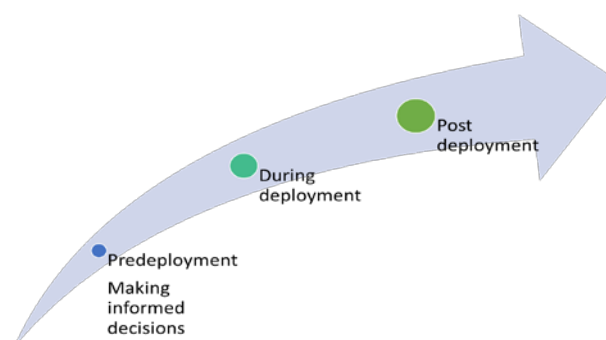 Post
deployment
During
deployment
Predeployment
Making
informed
decisions